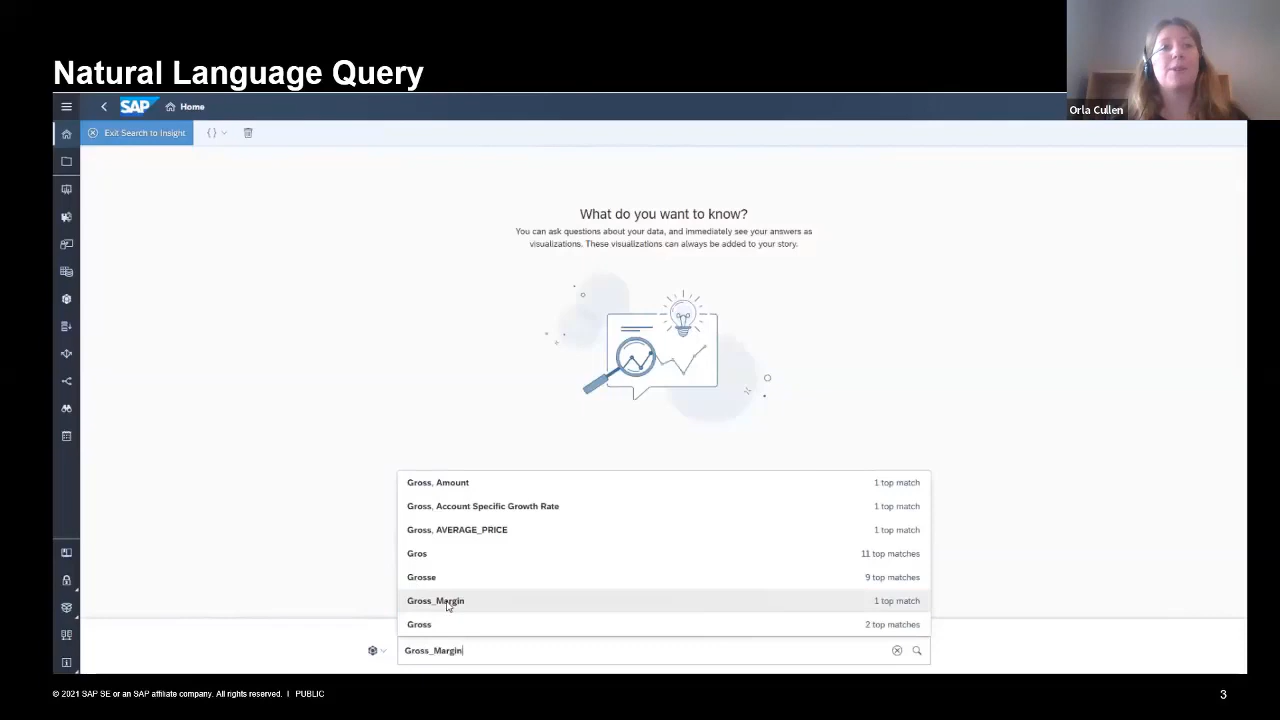 Natural Language Query
Orla Cullen
SAP Home
Exit Search to Insight
What do you want to know?
You can ask questions about your data, and immediately see your answers as
visualizations. These visualizations can always be added to your story.
Gross, Amount 1 top match
Gross, Account Specific Growth Rate 1 top match
Gross, AVERAGE_PRICE 1 top match
Gros 11 top matches
Grosse 9 top matches
Gross_Margin 1 top match
Gross 2 top matches
Gross_Margin
© 2021 SAP SE or an SAP affiliate company. All rights reserved. I PUBLIC
3